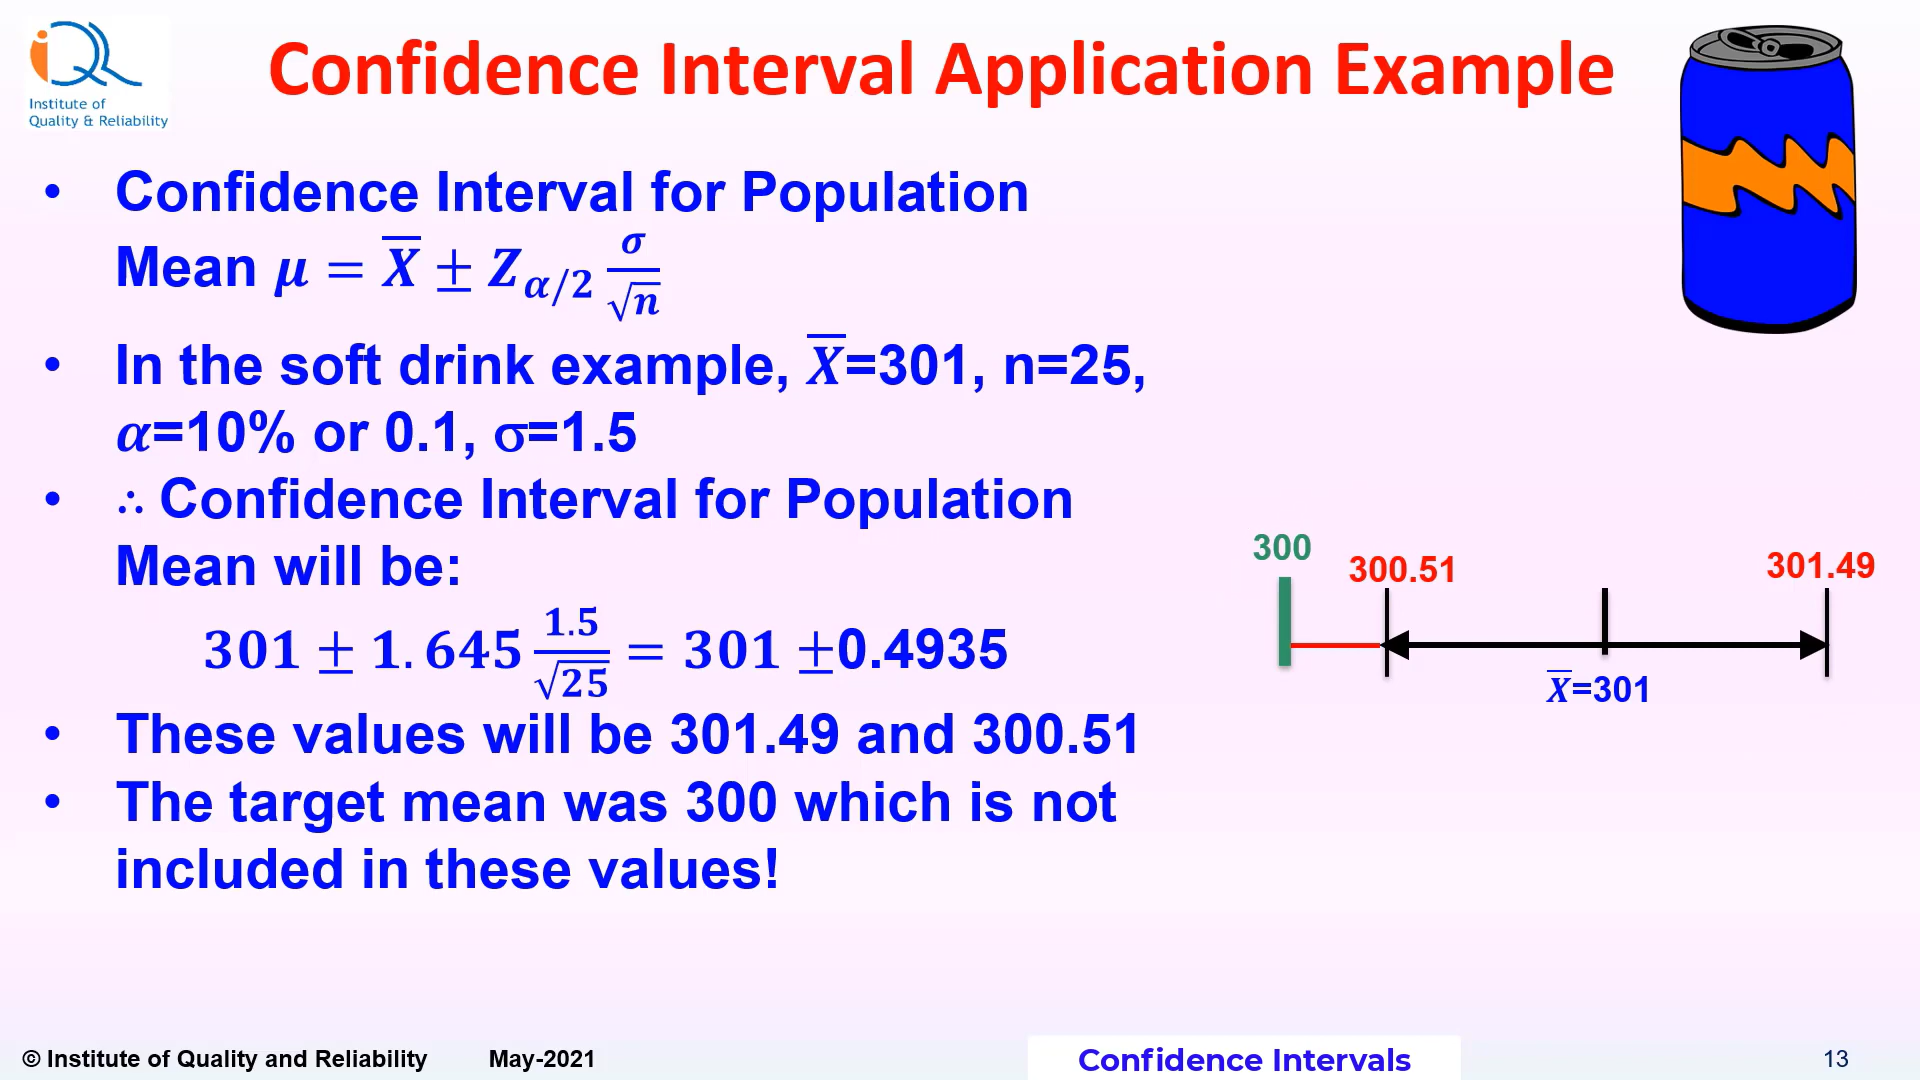 iQR
Institute of
Quality & Reliability
Confidence Interval Application Example
• Confidence Interval for Population
Mean μ = X̅ ± Z_{α/2} σ/√n
• In the soft drink example, X̅=301, n=25,
α=10% or 0.1, σ=1.5
• ∴ Confidence Interval for Population
Mean will be:
301 ± 1.645 1.5/√25 = 301 ±0.4935
• These values will be 301.49 and 300.51
• The target mean was 300 which is not
included in these values!
300
300.51
301.49
X̅=301
© Institute of Quality and Reliability May-2021
Confidence Intervals
13